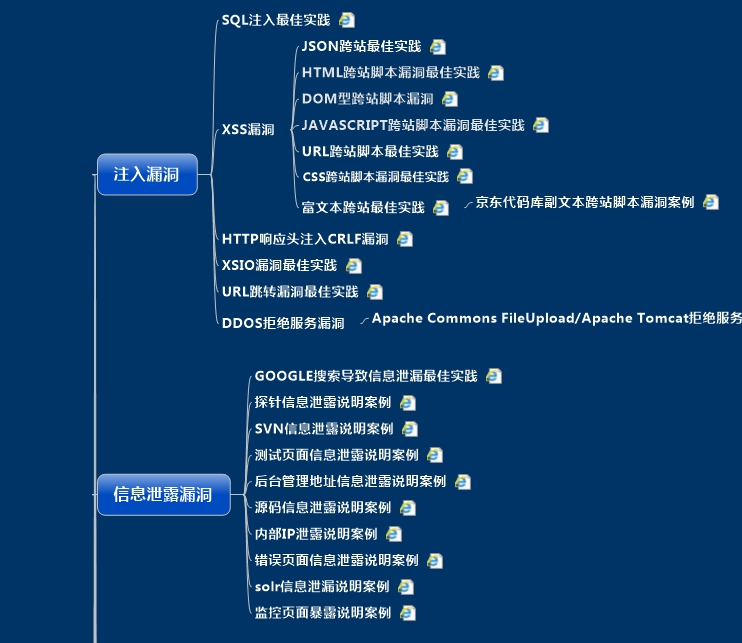 SQL注入最佳实践
JSON跨站最佳实践
HTML跨站脚本漏洞最佳实践
DOM型跨站脚本漏洞
XSS漏洞
JAVASCRIPT跨站脚本漏洞最佳实践
URL跨站脚本最佳实践
注入漏洞
CSS跨站脚本漏洞最佳实践
富文本跨站最佳实践
京东代码库副文本跨站脚本漏洞案例
HTTP响应头注入CRLF漏洞
XSIO漏洞最佳实践
URL跳转漏洞最佳实践
DDOS拒绝服务漏洞
Apache Commons FileUpload/Apache Tomcat拒绝服务
GOOGLE搜索导致信息泄漏最佳实践
探针信息泄露说明案例
SVN信息泄露说明案例
测试页面信息泄露说明案例
后台管理地址信息泄露说明案例
信息泄露漏洞
源码信息泄露说明案例
内部IP泄露说明案例
错误页面信息泄露说明案例
solr信息泄漏说明案例
监控页面暴露说明案例